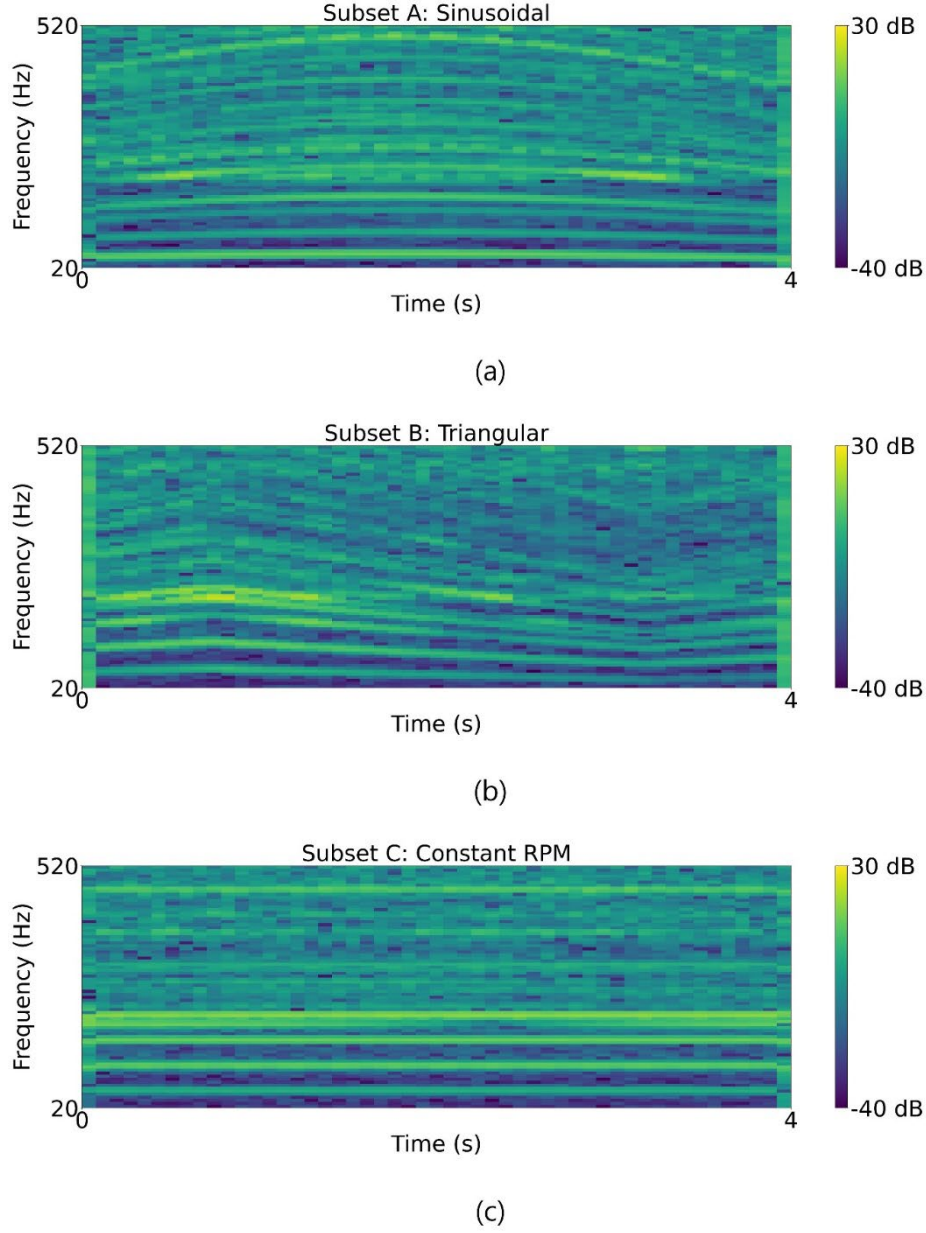 Subset A: Sinusoidal
520
30 dB
Frequency (Hz)
20
-40 dB
0
4
Time (s)
(a)
Subset B: Triangular
520
30 dB
Frequency (Hz)
20
-40 dB
0
4
Time (s)
(b)
Subset C: Constant RPM
520
30 dB
Frequency (Hz)
20
-40 dB
0
4
Time (s)
(c)